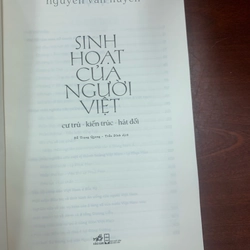 nguyễn văn huyên
SINH
HOẠT
CỦA
NGƯỜI
VIỆT
cư trú - kiến trúc - hát đối